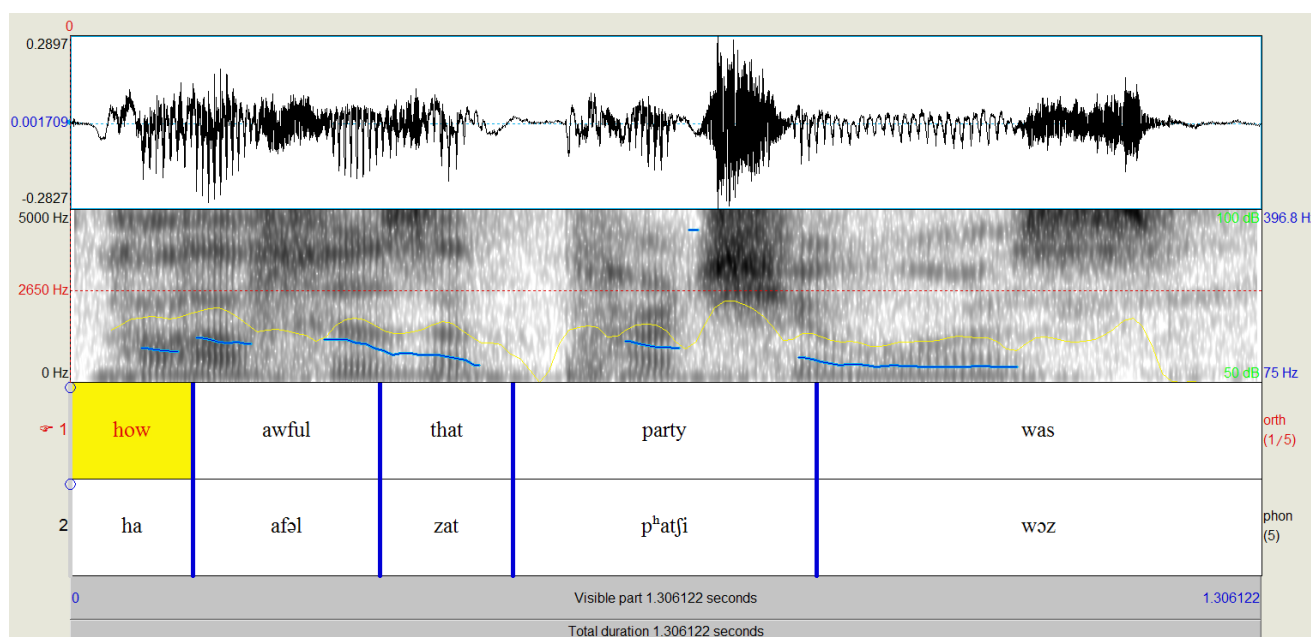 0
0.2897
0.001709
-0.2827
5000 Hz 100 dB 396.8 H
2650 Hz
0 Hz 50 dB 75 Hz
☞ 1 how awful that party was orth (1/5)
2 ha afəl zat pʰatʃi wɔz phon (5)
0 Visible part 1.306122 seconds 1.306122
Total duration 1.306122 seconds